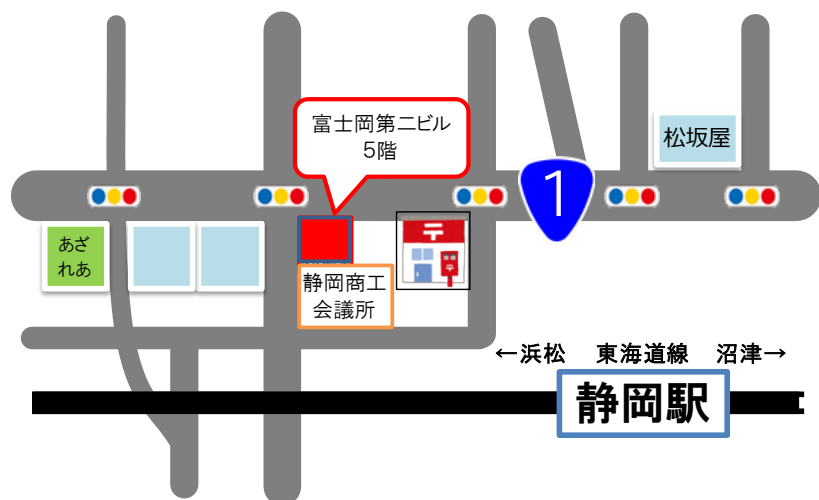 富士岡第二ビル
5階
松坂屋
1
あざ
れあ
〒
静岡商工
会議所
←浜松　東海道線　沼津→
静岡駅